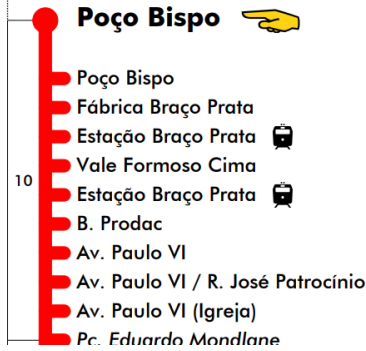 Poço Bispo
Poço Bispo
Fábrica Braço Prata
Estação Braço Prata
Vale Formoso Cima
10
Estação Braço Prata
B. Prodac
Av. Paulo VI
Av. Paulo VI / R. José Patrocínio
Av. Paulo VI (Igreja)
Pc. Eduardo Mondlane